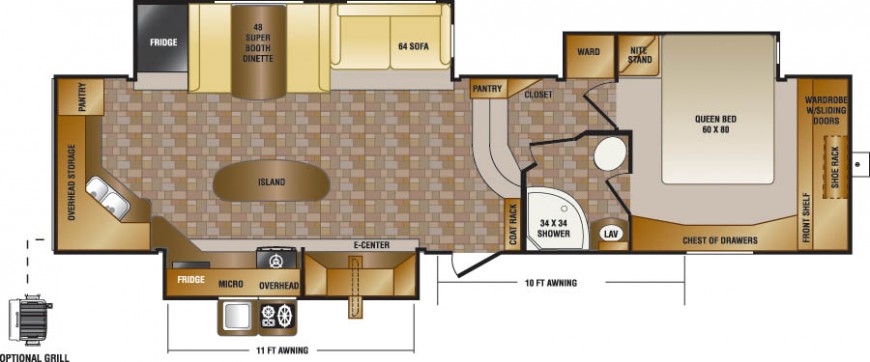 FRIDGE
48
SUPER
BOOTH
DINETTE
64 SOFA
WARD
NITE
STAND
PANTRY
PANTRY
CLOSET
QUEEN BED
60 X 80
WARDROBE
W/SLIDING
DOORS
SHOE RACK
OVERHEAD STORAGE
ISLAND
COAT RACK
34 X 34
SHOWER
LAV
CHEST OF DRAWERS
FRONT SHELF
E-CENTER
FRIDGE
MICRO
OVERHEAD
10 FT AWNING
11 FT AWNING
OPTIONAL GRILL